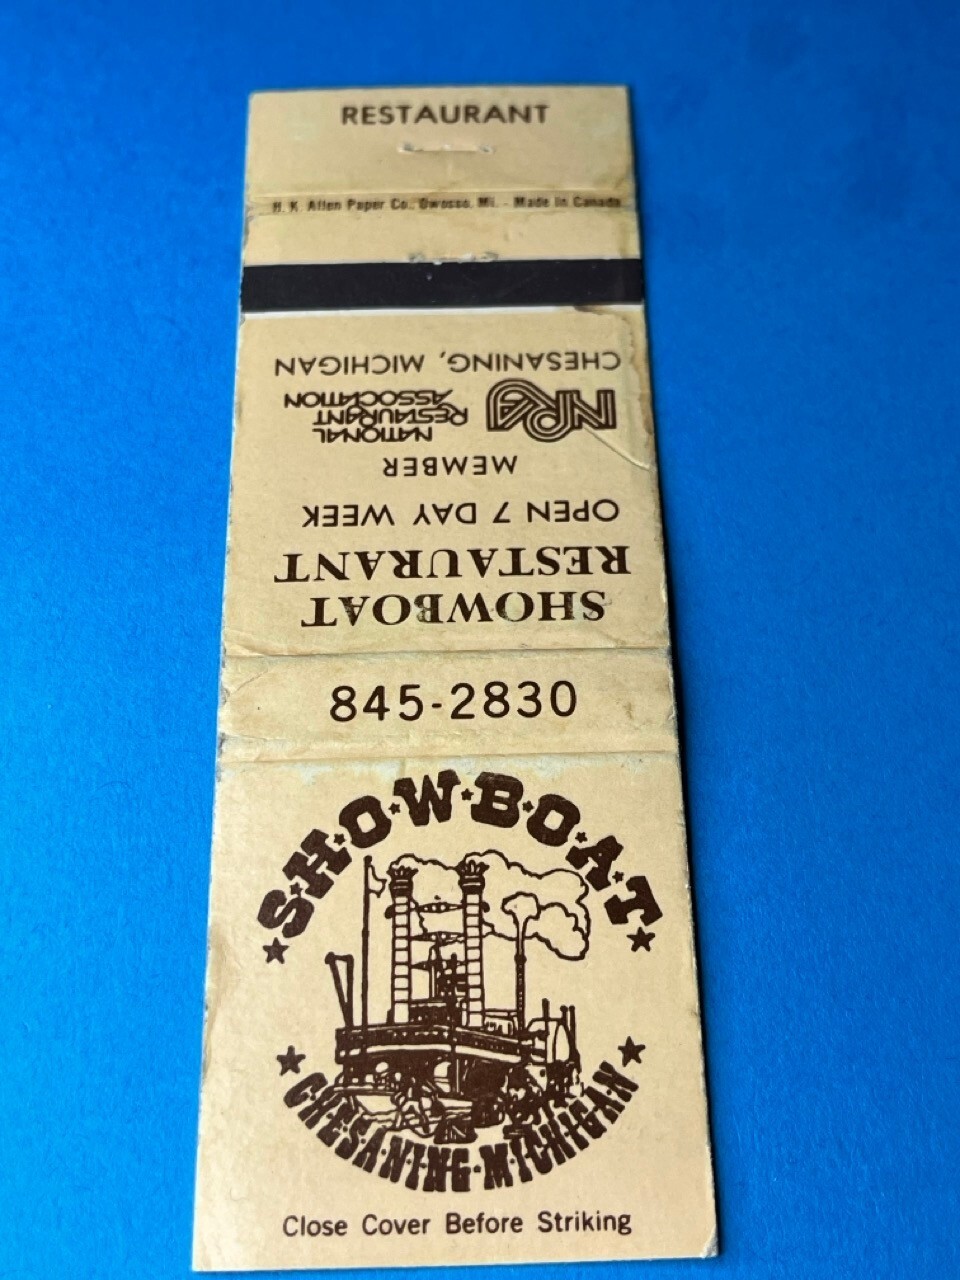 RESTAURANT
H. K. Allen Paper Co., Owosso, Mi. - Made In Canada
SHOWBOAT
RESTAURANT
OPEN 7 DAY WEEK
MEMBER
NRA NATIONAL
RESTAURANT
ASSOCIATION
CHESANING, MICHIGAN
845-2830
S★H★O★W★B★O★A★T
CHESANING★MICHIGAN
Close Cover Before Striking